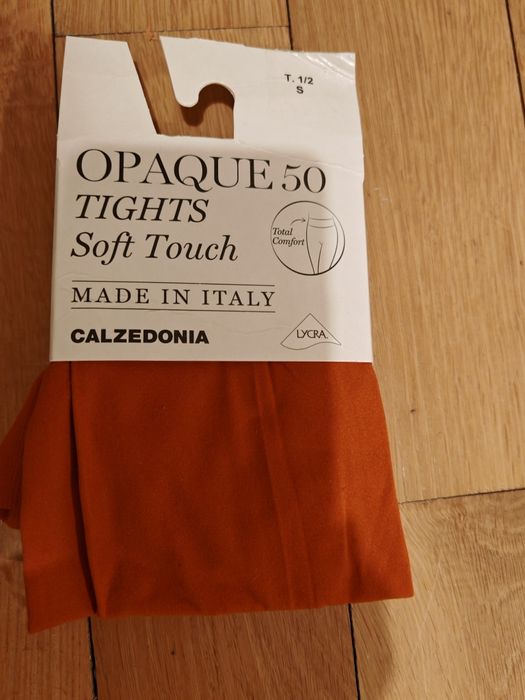 T. 1/2
S
OPAQUE 50
TIGHTS
Soft Touch
Total
Comfort
MADE IN ITALY
CALZEDONIA
LYCRA.